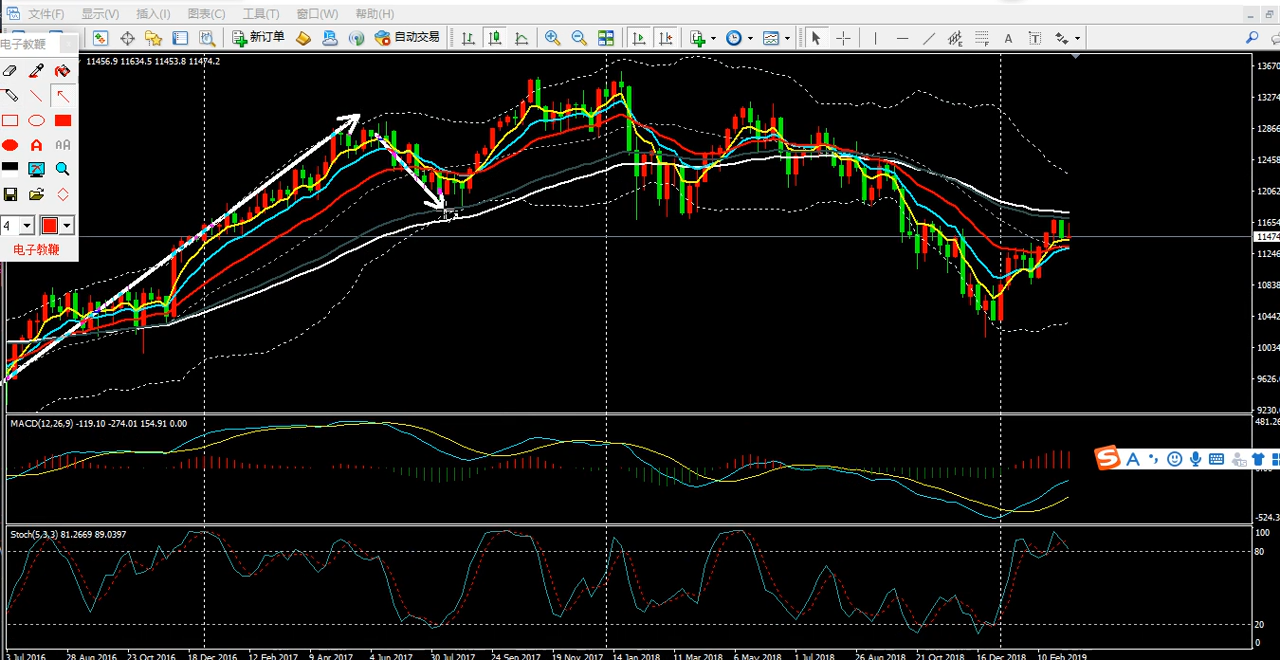 文件(F) 显示(V) 插入(I) 图表(C) 工具(T) 窗口(W) 帮助(H)
新订单 自动交易
电子教鞭
A T
11456.9 11634.5 11453.8 11474.2
A AA
4
电子教鞭
13670
13274
12866
12458
12062
11654
11474
11246
10838
10442
10034
9626.
9230.
MACD(12,26,9) -119.10 -274.01 154.91 0.00
481.26
S A
-524.3
Stoch(5,3,3) 81.2669 89.0397
100
80
20
0
3 Jul 2016 28 Aug 2016 23 Oct 2016 18 Dec 2016 12 Feb 2017 9 Apr 2017 4 Jun 2017 30 Jul 2017 24 Sep 2017 19 Nov 2017 14 Jan 2018 11 Mar 2018 6 May 2018 1 Jul 2018 26 Aug 2018 21 Oct 2018 16 Dec 2018 10 Feb 2019